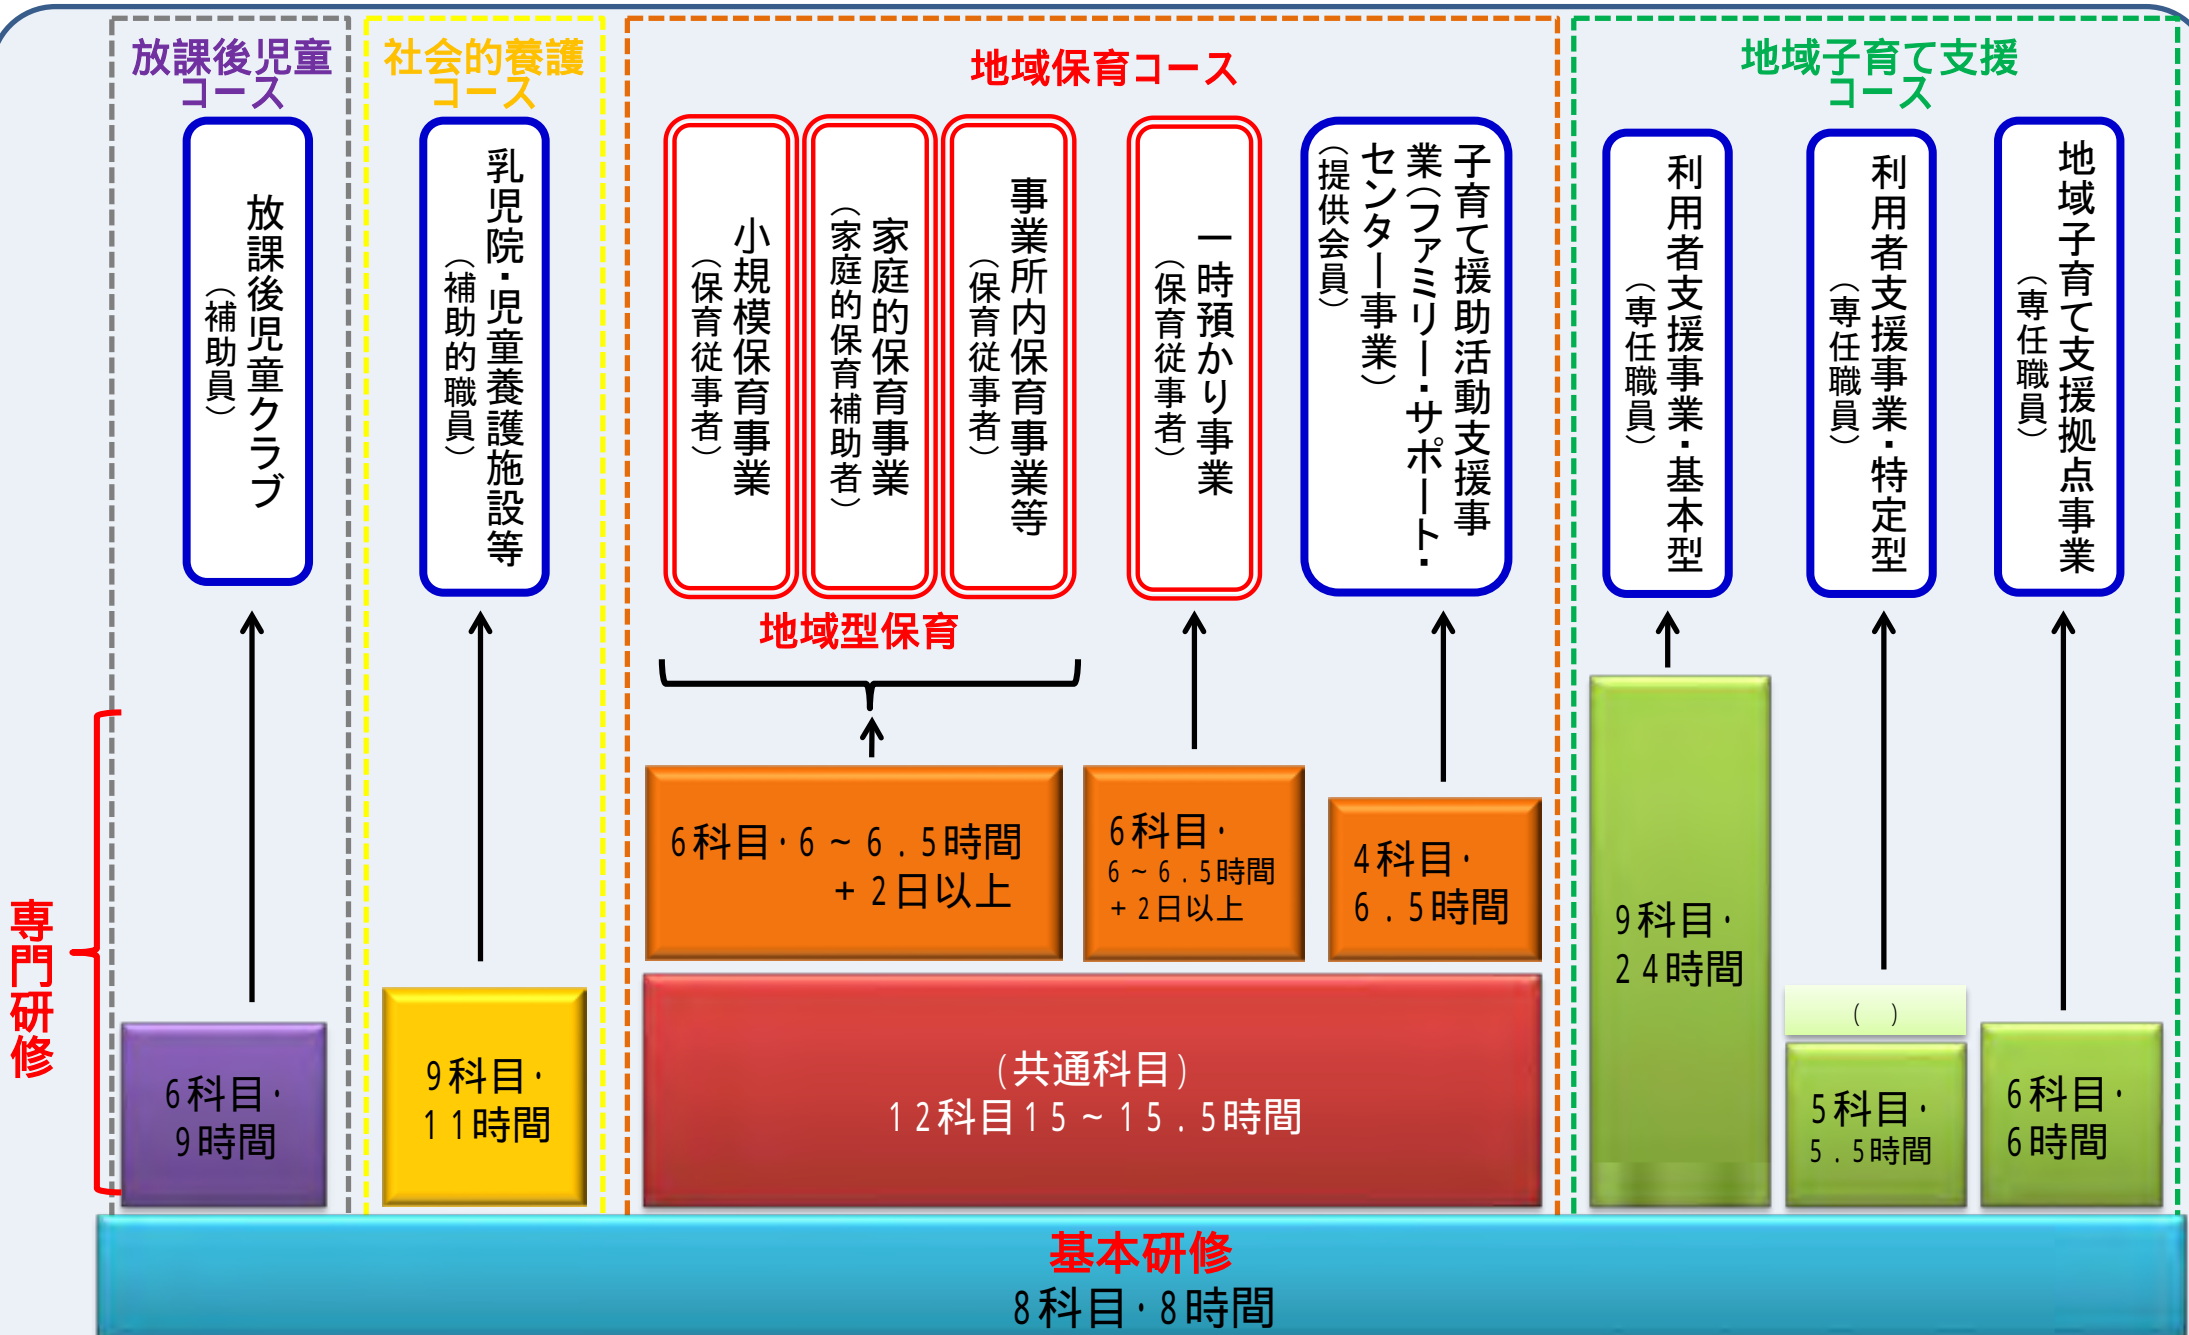 放課後児童
コース
社会的養護
コース
地域保育コース
地域子育て支援
コース
放課後児童クラブ
（補助員）
乳児院・児童養護施設等
（補助的職員）
小規模保育事業
（保育従事者）
家庭的保育事業
（家庭的保育補助者）
事業所内保育事業等
（保育従事者）
一時預かり事業
（保育従事者）
子育て援助活動支援事
業（ファミリー・サポート・
センター事業）
（提供会員）
利用者支援事業・基本型
（専任職員）
利用者支援事業・特定型
（専任職員）
地域子育て支援拠点事業
（専任職員）
地域型保育
専門研修
6科目・
9時間
9科目・
11時間
6科目・6～6.5時間
+2日以上
6科目・
6～6.5時間
+2日以上
4科目・
6.5時間
(共通科目)
12科目15～15.5時間
9科目・
24時間
( )
5科目・
5.5時間
6科目・
6時間
基本研修
8科目・8時間